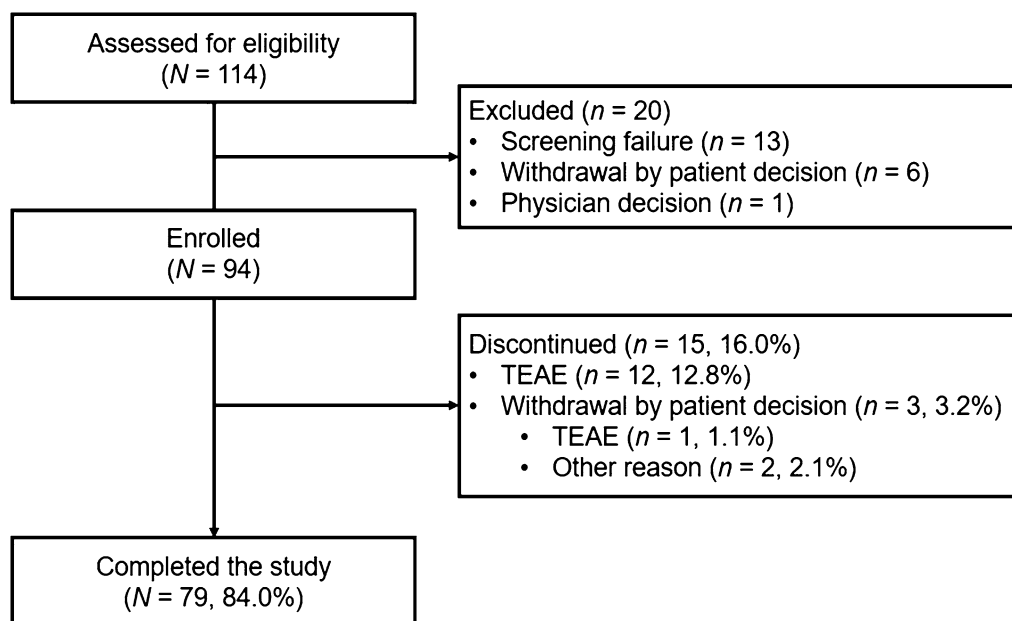 Assessed for eligibility
(N = 114)
Excluded (n = 20)
• Screening failure (n = 13)
• Withdrawal by patient decision (n = 6)
• Physician decision (n = 1)
Enrolled
(N = 94)
Discontinued (n = 15, 16.0%)
• TEAE (n = 12, 12.8%)
• Withdrawal by patient decision (n = 3, 3.2%)
• TEAE (n = 1, 1.1%)
• Other reason (n = 2, 2.1%)
Completed the study
(N = 79, 84.0%)